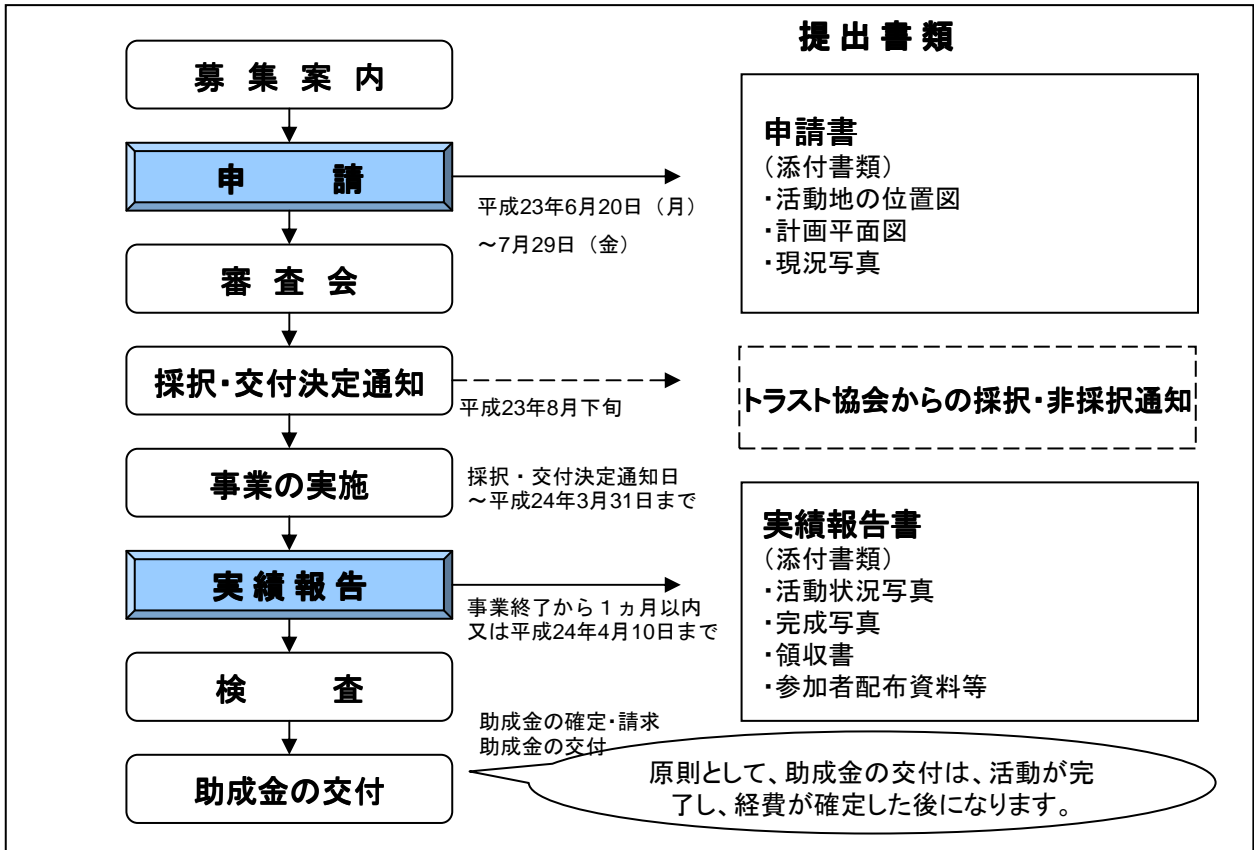 提出書類
募集案内
申請
平成23年6月20日（月）
～7月29日（金）
申請書
（添付書類）
・活動地の位置図
・計画平面図
・現況写真
審査会
採択・交付決定通知
平成23年8月下旬
トラスト協会からの採択・非採択通知
事業の実施
採択・交付決定通知日
～平成24年3月31日まで
実績報告
事業終了から１ヵ月以内
又は平成24年4月10日まで
実績報告書
（添付書類）
・活動状況写真
・完成写真
・領収書
・参加者配布資料等
検査
助成金の確定・請求
助成金の交付
助成金の交付
原則として、助成金の交付は、活動が完
了し、経費が確定した後になります。